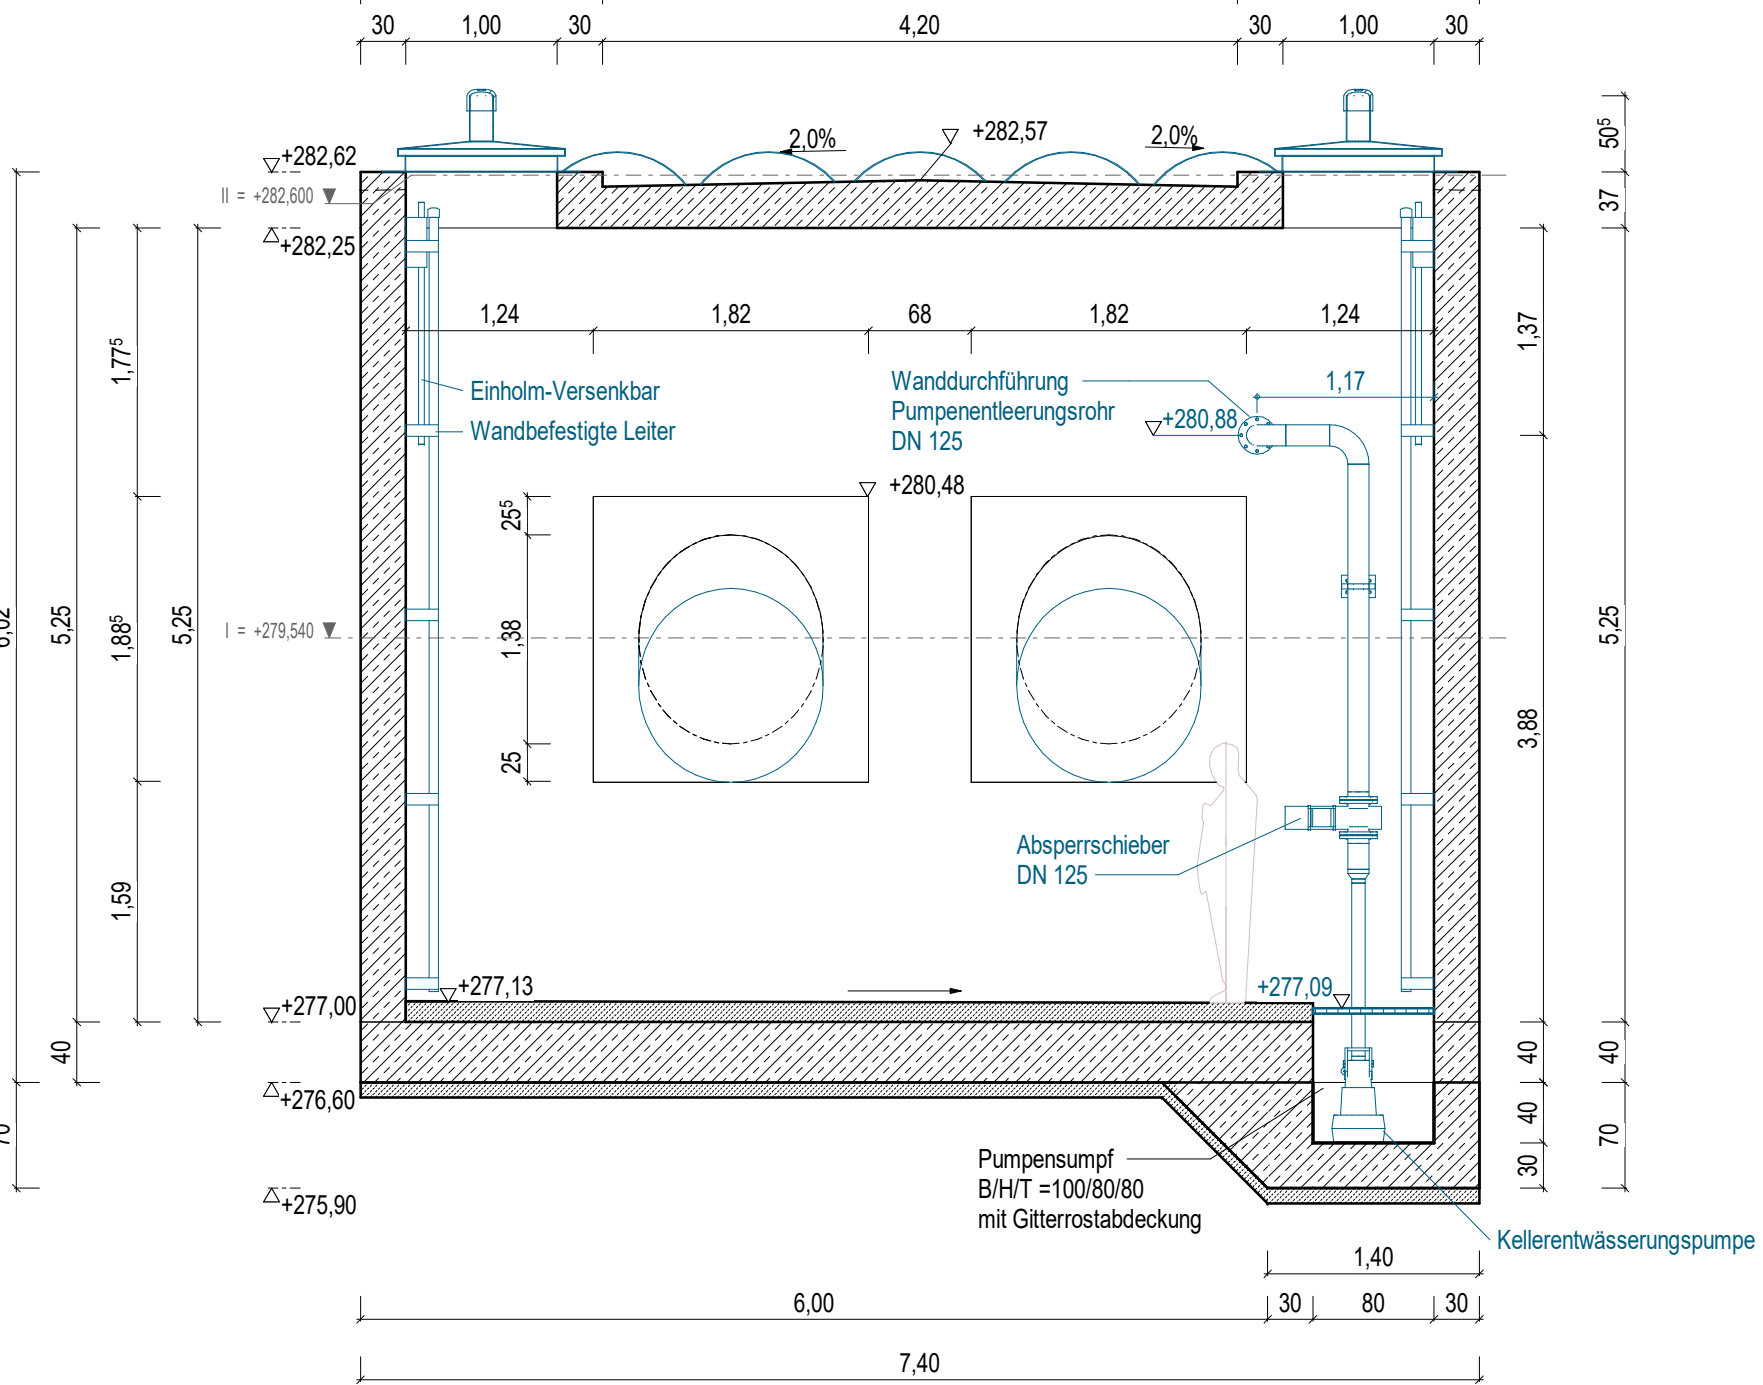 30 1,00 30 4,20 30 1,00 30
2,0% +282,57 2,0%
50⁵
+282,62
II = +282,600
37
+282,25
1,24 1,82 68 1,82 1,24
1,77⁵
1,37
Einholm-Versenkbar
Wandbefestigte Leiter
Wanddurchführung
Pumpenentleerungsrohr
DN 125
1,17
+280,88
+280,48
25⁵
5,25
1,88⁵
5,25
I = +279,540
1,38
5,25
25
3,88
Absperrschieber
DN 125
1,59
+277,13
+277,09
+277,00
40
40
40
+276,60
40
70
30
+275,90
70
Pumpensumpf
B/H/T =100/80/80
mit Gitterrostabdeckung
Kellerentwässerungspumpe
1,40
6,00 30 80 30
7,40